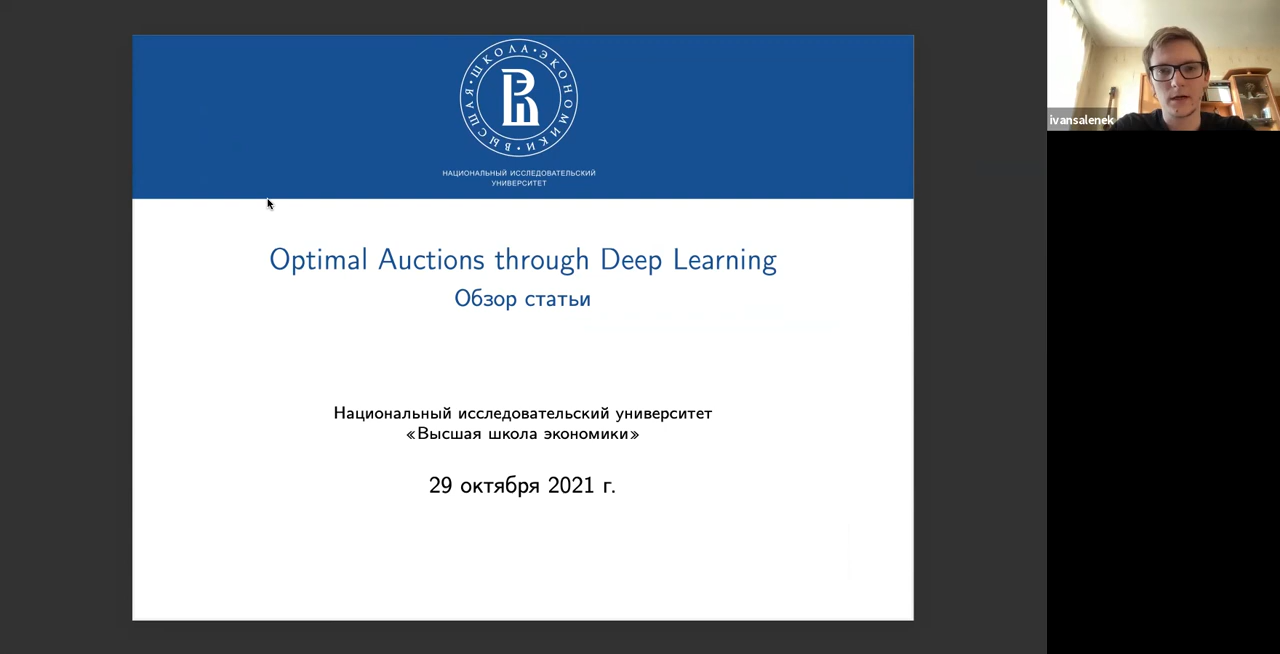 ВЫСШАЯ • ШКОЛА • ЭКОНОМИКИ •
НАЦИОНАЛЬНЫЙ ИССЛЕДОВАТЕЛЬСКИЙ
УНИВЕРСИТЕТ
ivansalenek
Optimal Auctions through Deep Learning
Обзор статьи
Национальный исследовательский университет
«Высшая школа экономики»
29 октября 2021 г.